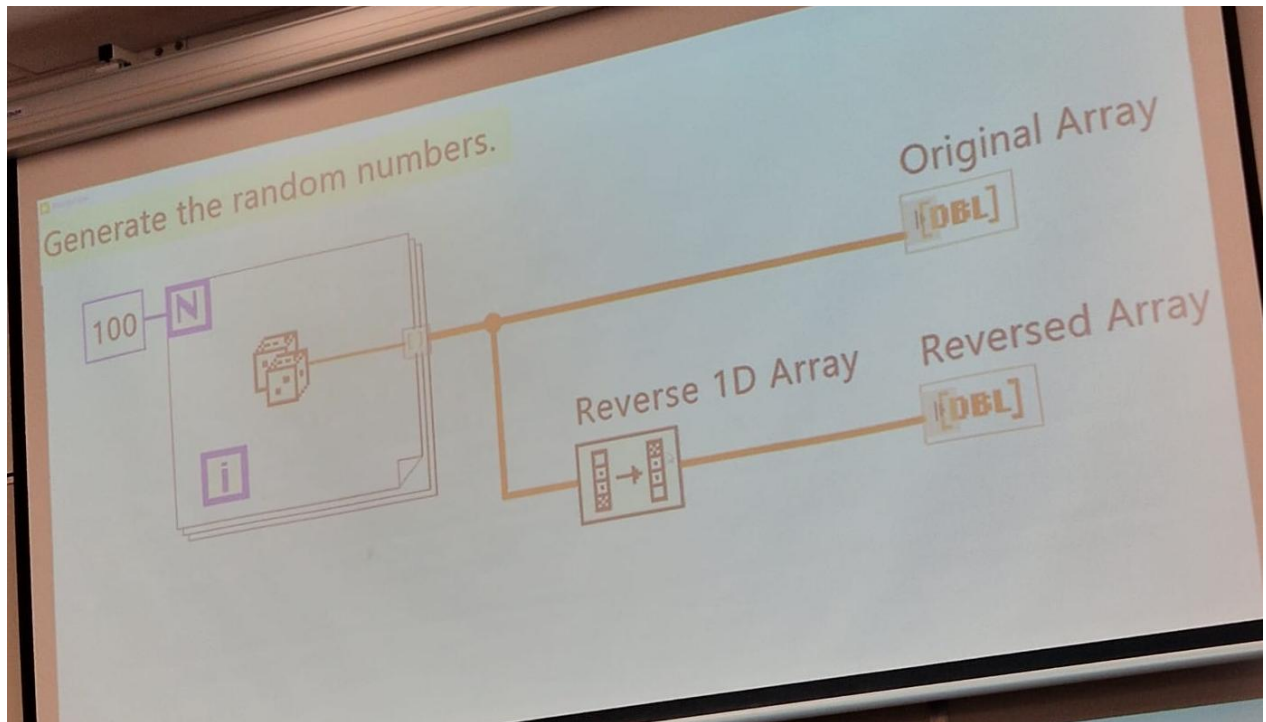 Generate the random numbers.
Original Array
[DBL]
100
N
Reversed Array
Reverse 1D Array
[DBL]
i